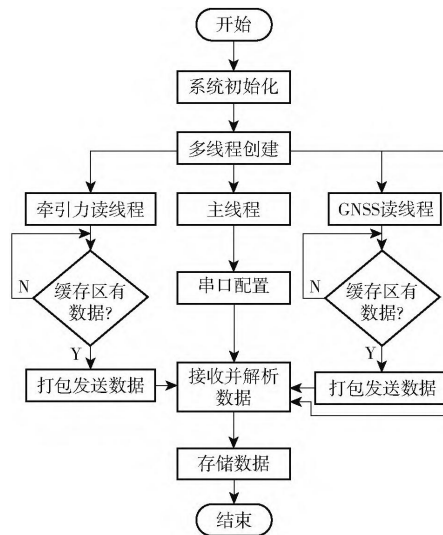 开始
系统初始化
多线程创建
牵引力读线程
主线程
GNSS读线程
串口配置
N
缓存区有
数据?
N
缓存区有
数据?
Y
Y
打包发送数据
接收并解析
数据
打包发送数据
存储数据
结束